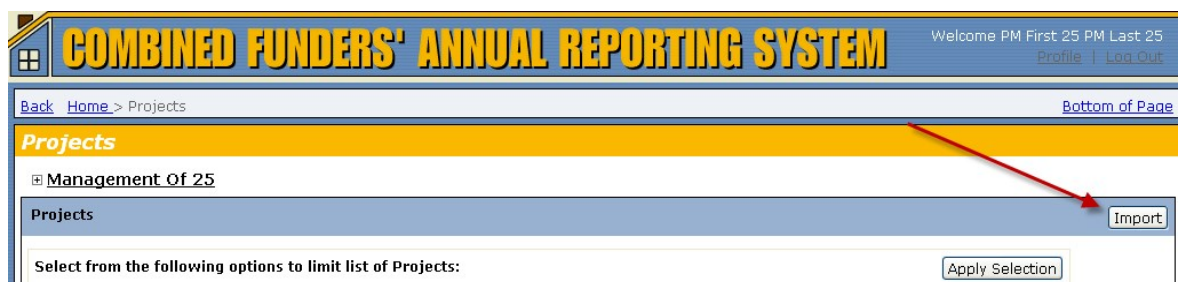 COMBINED FUNDERS' ANNUAL REPORTING SYSTEM
Welcome PM First 25 PM Last 25
Profile | Log Out
Back Home > Projects
Bottom of Page
Projects
Management Of 25
Projects
Import
Select from the following options to limit list of Projects:
Apply Selection